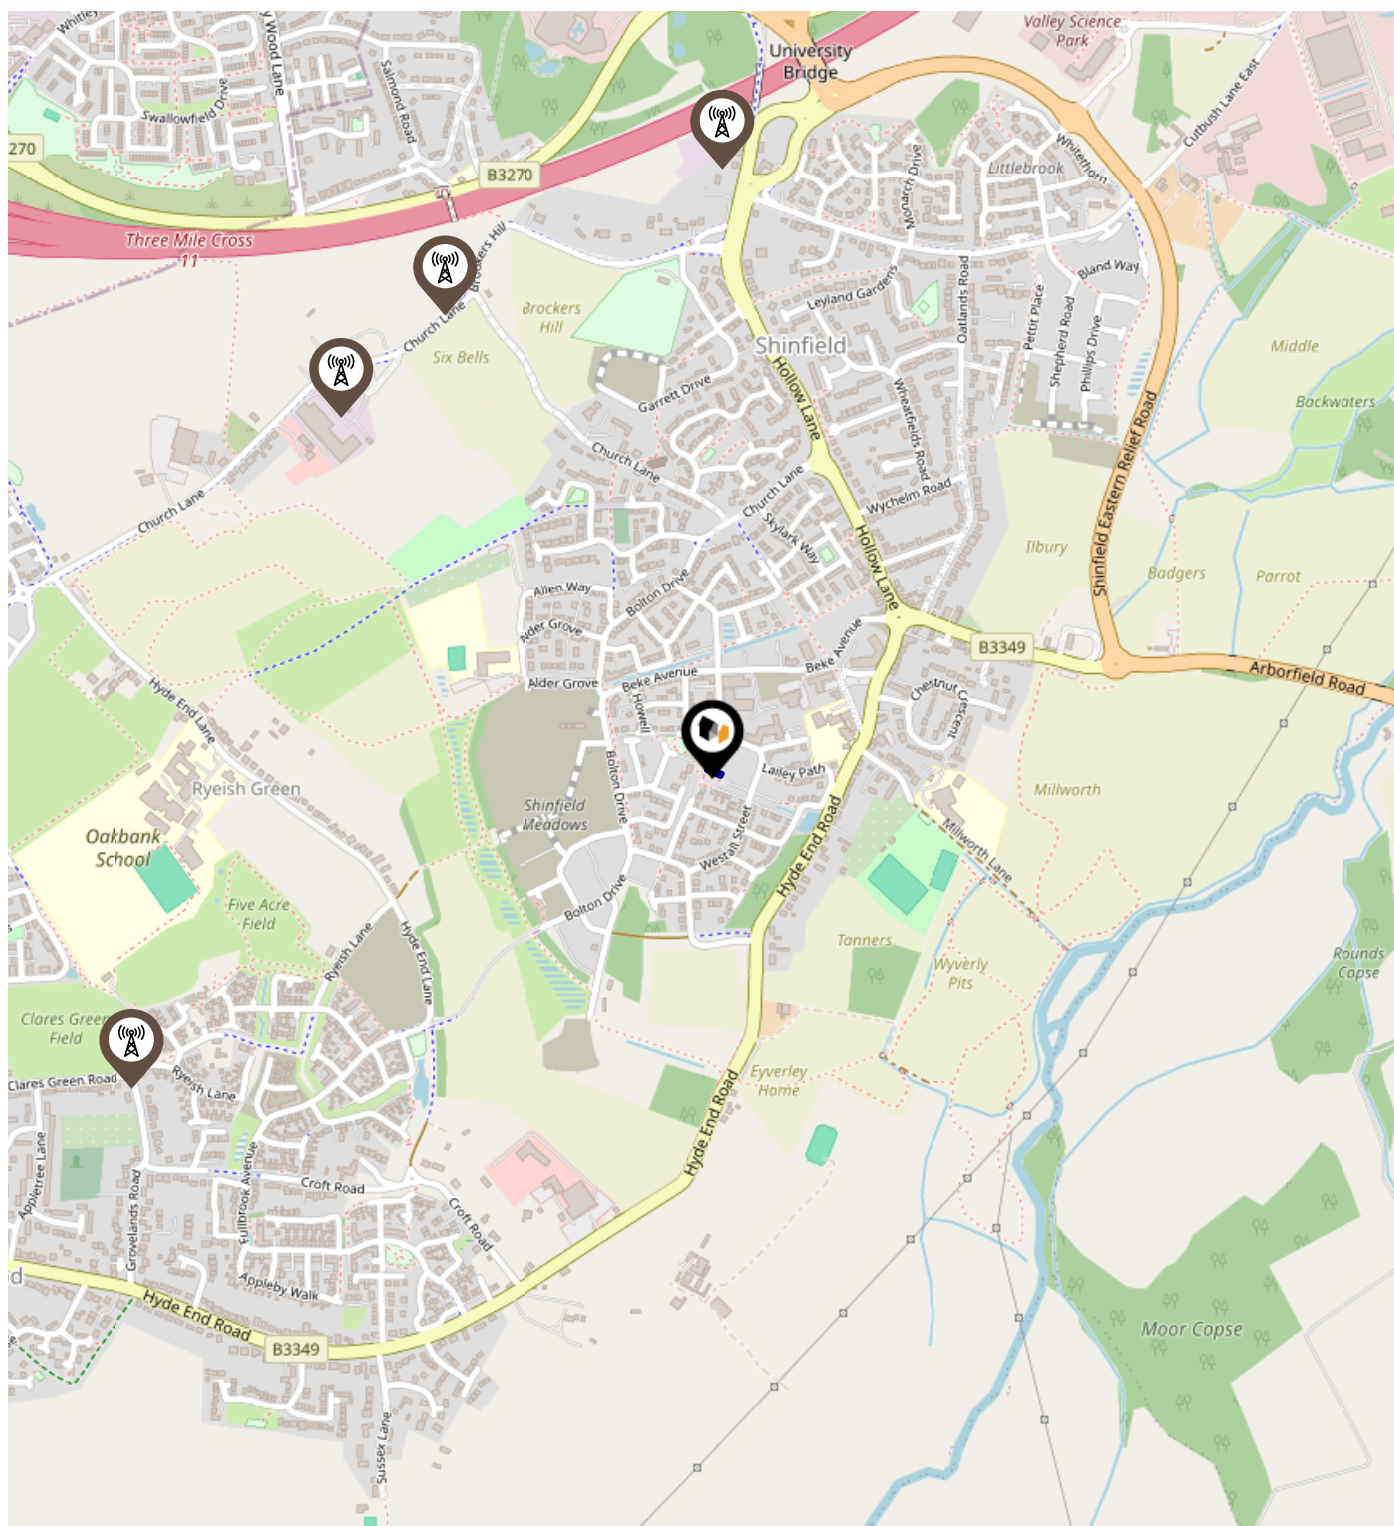 Whitley
Wood Lane
Salmond Road
Swallowfield Drive
270
B3270
University
Bridge
Valley Science
Park
Cutbush Lane East
Whitethorn
Littlebrook
Monarch Drive
Three Mile Cross
11
Brookers Hill
Church Lane
Brockers
Hill
Six Bells
Leyland Gardens
Oatlands Road
Bland Way
Pettit Place
Shepherd Road
Phillips Drive
Shinfield
Middle
Backwaters
Garrett Drive
Hollow Lane
Wheatfields Road
Shinfield Eastern Relief Road
Church Lane
Church Lane
Church Lane
Skylark Way
Wychelm Road
Hollow Lane
Ilbury
Badgers
Parrot
Allen Way
Bolton Drive
Alder Grove
Alder Grove
Beke Avenue
Beke Avenue
B3349
Arborfield Road
Hyde End Lane
Howell
Chestnut Crescent
Bolton Drive
Lailey Path
Ryeish Green
Millworth
Shinfield
Meadows
Oakbank
School
Westall Street
Hyde End Road
Millworth Lane
Five Acre
Field
Bolton Drive
Ryeish Lane
Hyde End Lane
Tanners
Wyverly
Pits
Rounds
Copse
Clares Green
Field
Clares Green Road
Ryeish Lane
Eyverley
Home
Hyde End Road
Appletree Lane
Grovelands Road
Fullbrook Avenue
Croft Road
Croft Road
Appleby Walk
Hyde End Road
B3349
Moor Copse
Sussex Lane